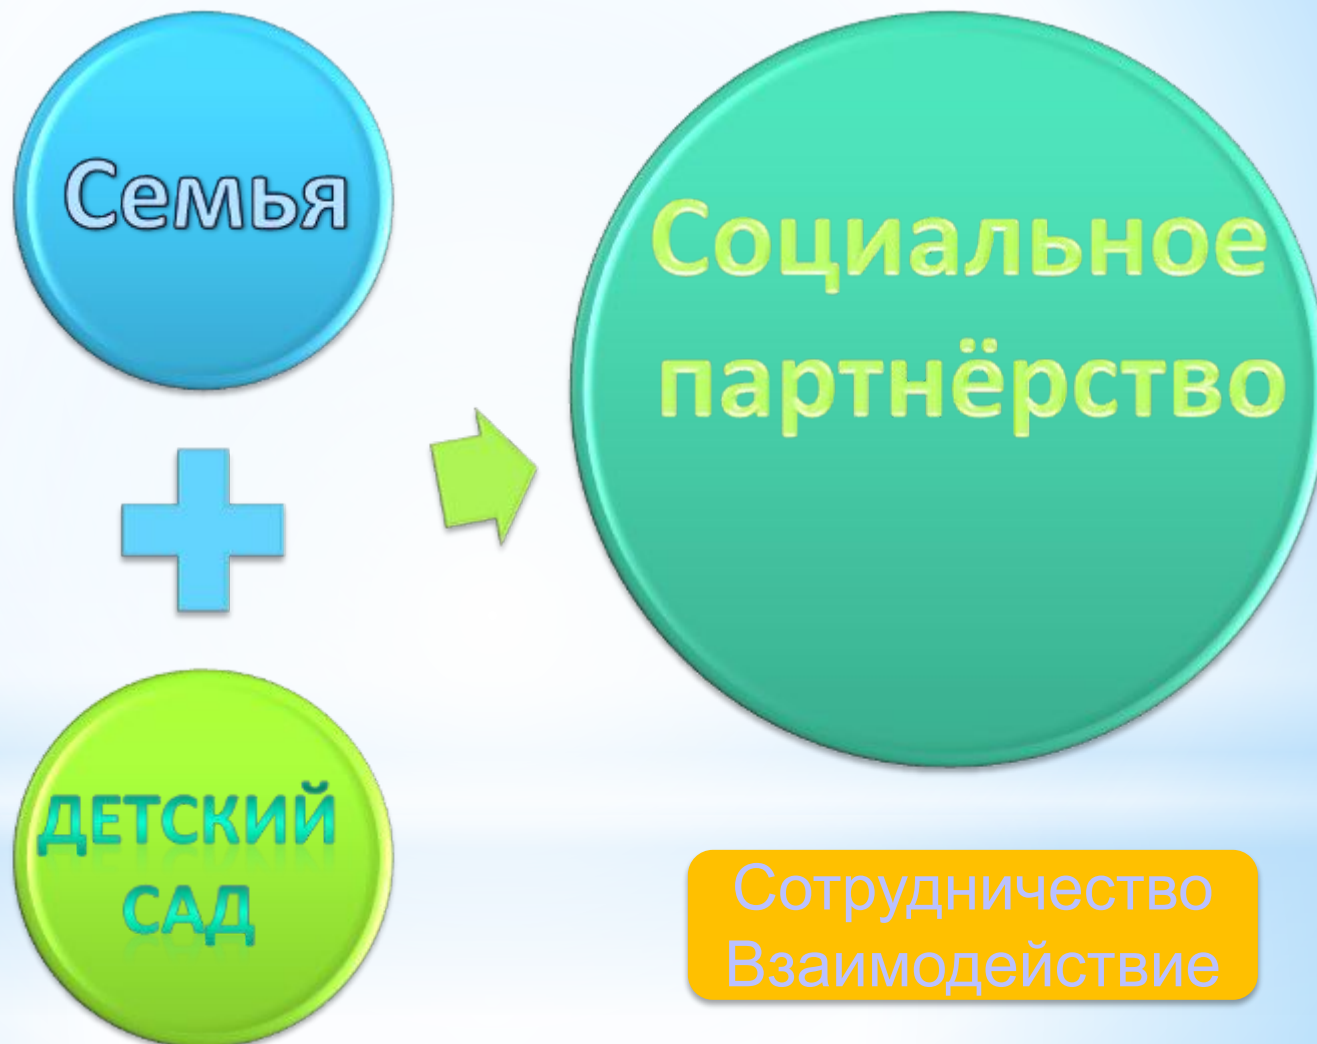 Семья
ДЕТСКИЙ
САД
Социальное
партнёрство
Сотрудничество
Взаимодействие